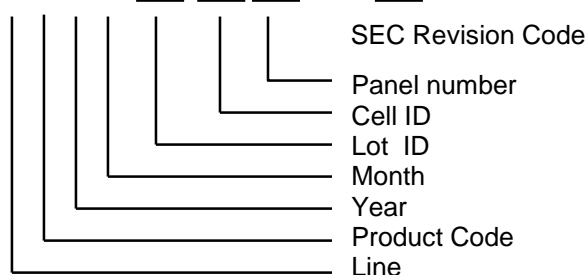 SEC Revision Code
Panel number
Cell ID
Lot ID
Month
Year
Product Code
Line